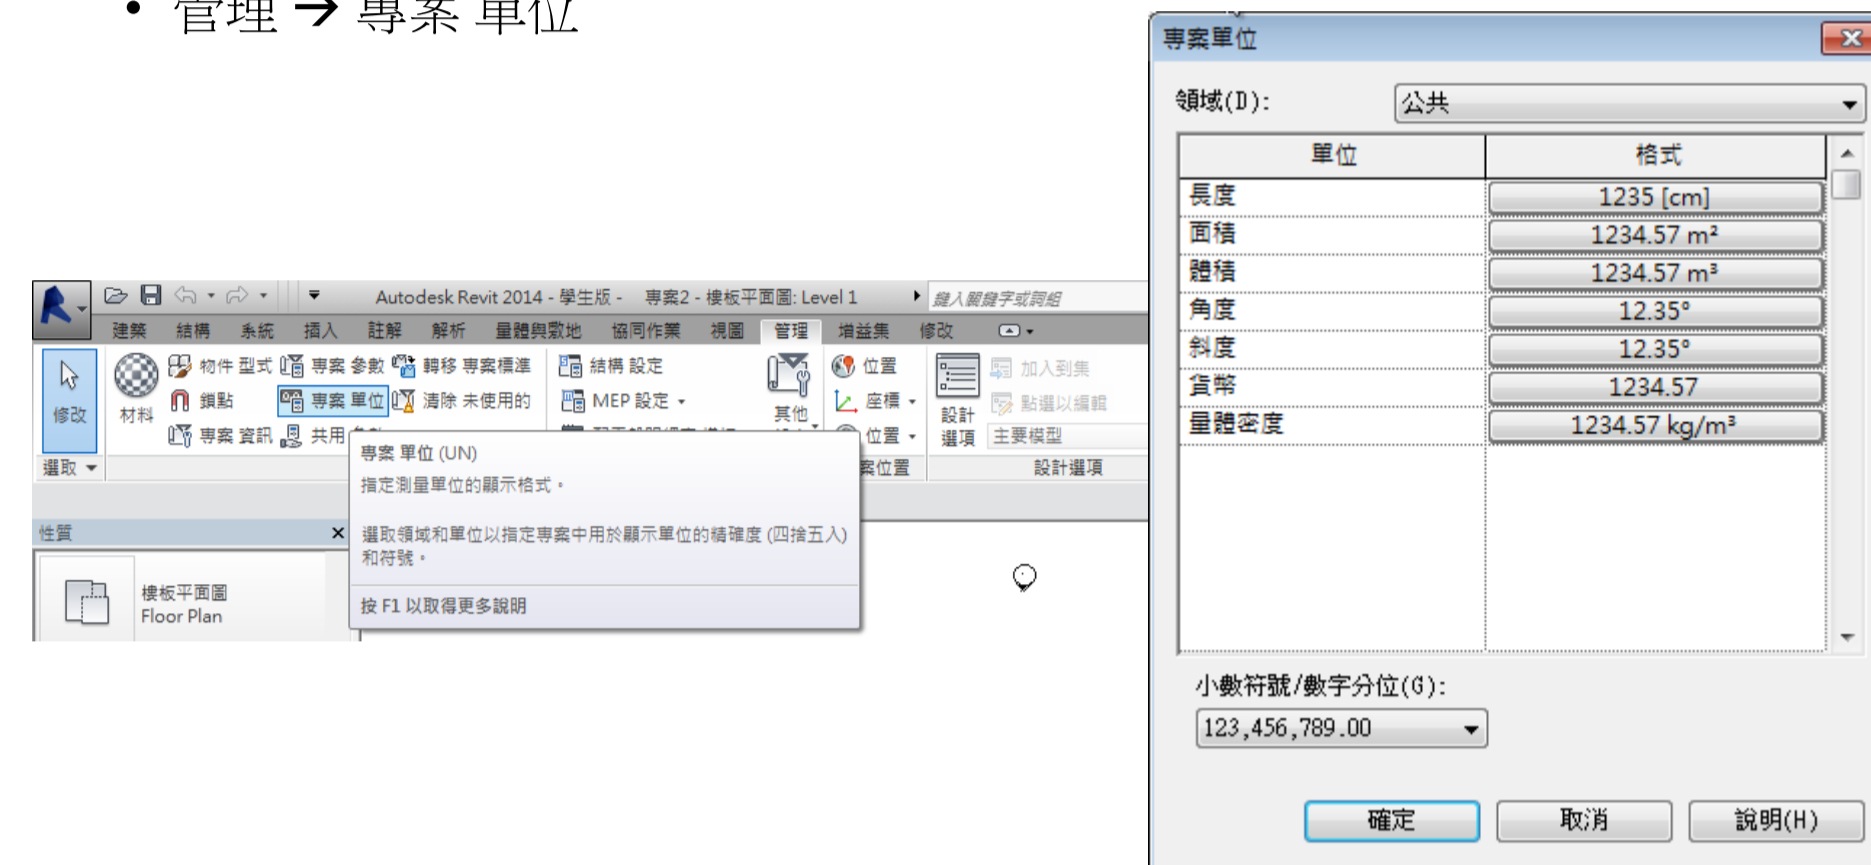 • 管理 → 專案 單位
Autodesk Revit 2014 - 學生版 - 專案2 - 樓板平面圖: Level 1
鍵入關鍵字或詞組
建築 結構 系統 插入 註解 解析 量體與敷地 協同作業 視圖 管理 增益集 修改
修改
材料
物件 型式 專案 參數 轉移 專案標準
鎖點 專案 單位 清除 未使用的
專案 資訊 共用
結構 設定
MEP 設定
其他
位置
座標
位置
設計
選項
加入到集
點選以編輯
主要模型
選取
案位置
設計選項
專案 單位 (UN)
指定測量單位的顯示格式。
選取領域和單位以指定專案中用於顯示單位的精確度 (四捨五入)
和符號。
按 F1 以取得更多說明
性質
樓板平面圖
Floor Plan
專案單位
領域(D): 公共
單位 格式
長度 1235 [cm]
面積 1234.57 m²
體積 1234.57 m³
角度 12.35°
斜度 12.35°
貨幣 1234.57
量體密度 1234.57 kg/m³
小數符號/數字分位(G):
123,456,789.00
確定 取消 說明(H)